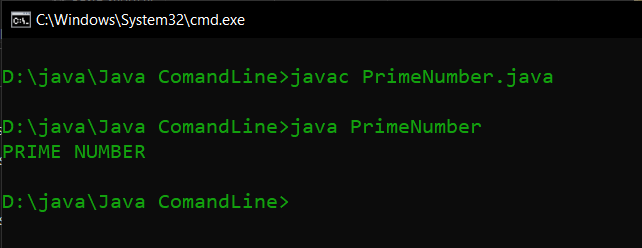 C:\Windows\System32\cmd.exe
D:\java\Java ComandLine>javac PrimeNumber.java
D:\java\Java ComandLine>java PrimeNumber
PRIME NUMBER
D:\java\Java ComandLine>